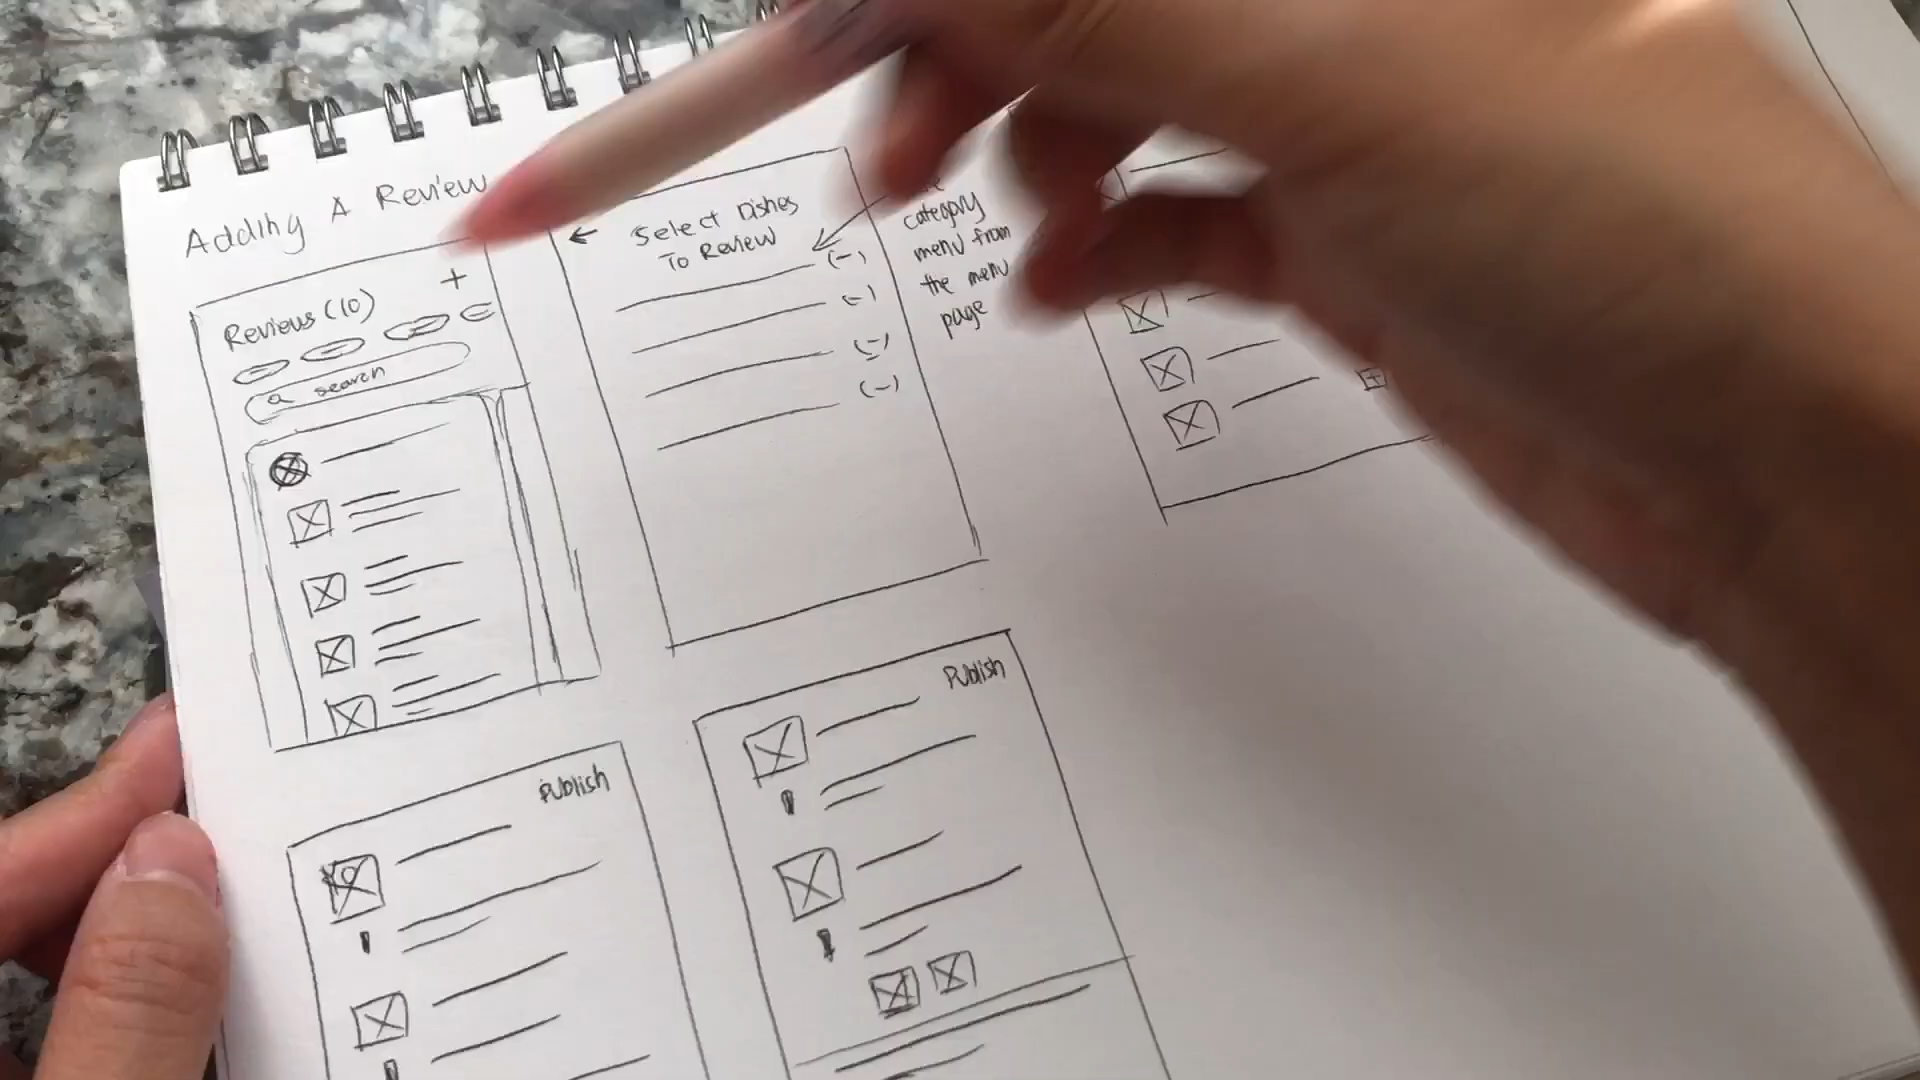 Adding A Review
+
Reviews (10)
search
←
Select Dishes
To Review
(-)
(-)
(-)
(-)
category
menu from
the menu
page
Publish
Publish